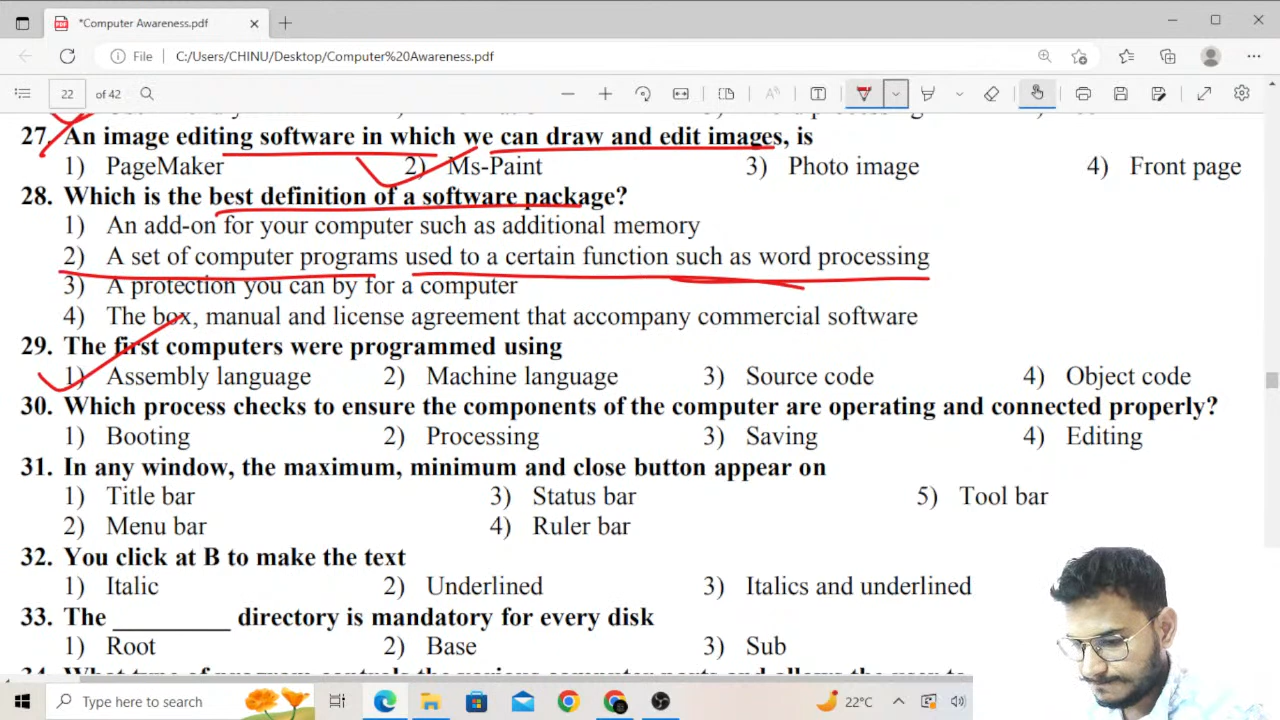 *Computer Awareness.pdf
File C:/Users/CHINU/Desktop/Computer%20Awareness.pdf
22 of 42
27. An image editing software in which we can draw and edit images, is
1) PageMaker 2) Ms-Paint 3) Photo image 4) Front page
28. Which is the best definition of a software package?
1) An add-on for your computer such as additional memory
2) A set of computer programs used to a certain function such as word processing
3) A protection you can by for a computer
4) The box, manual and license agreement that accompany commercial software
29. The first computers were programmed using
1) Assembly language 2) Machine language 3) Source code 4) Object code
30. Which process checks to ensure the components of the computer are operating and connected properly?
1) Booting 2) Processing 3) Saving 4) Editing
31. In any window, the maximum, minimum and close button appear on
1) Title bar 3) Status bar 5) Tool bar
2) Menu bar 4) Ruler bar
32. You click at B to make the text
1) Italic 2) Underlined 3) Italics and underlined
33. The _________ directory is mandatory for every disk
1) Root 2) Base 3) Sub
Type here to search 22°C